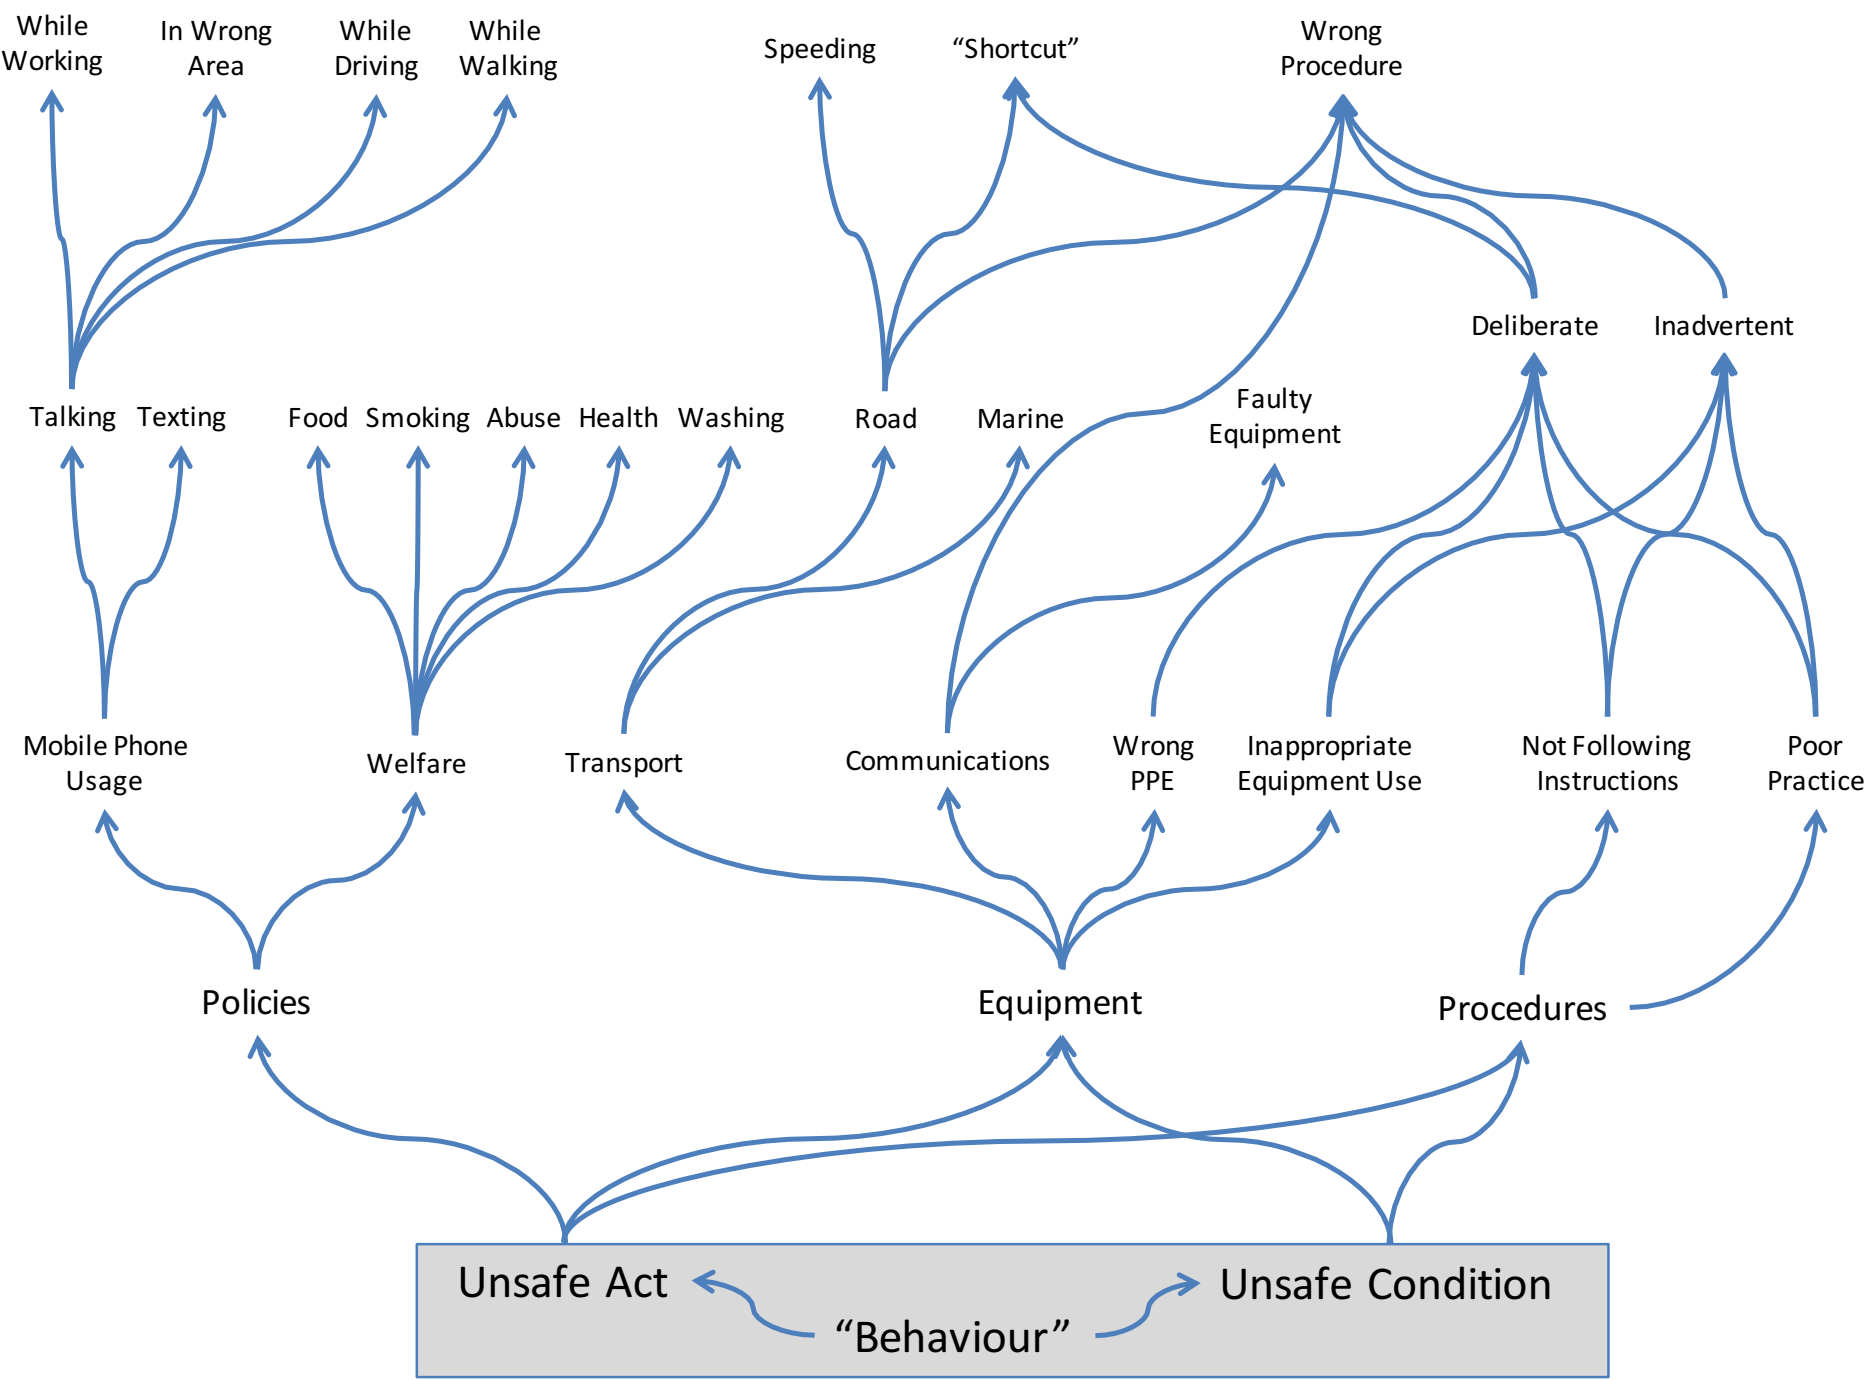 While
Working
In Wrong
Area
While
Driving
While
Walking
Speeding
“Shortcut”
Wrong
Procedure
Deliberate
Inadvertent
Talking
Texting
Food
Smoking
Abuse
Health
Washing
Road
Marine
Faulty
Equipment
Mobile Phone
Usage
Welfare
Transport
Communications
Wrong
PPE
Inappropriate
Equipment Use
Not Following
Instructions
Poor
Practice
Policies
Equipment
Procedures
Unsafe Act
Unsafe Condition
“Behaviour”